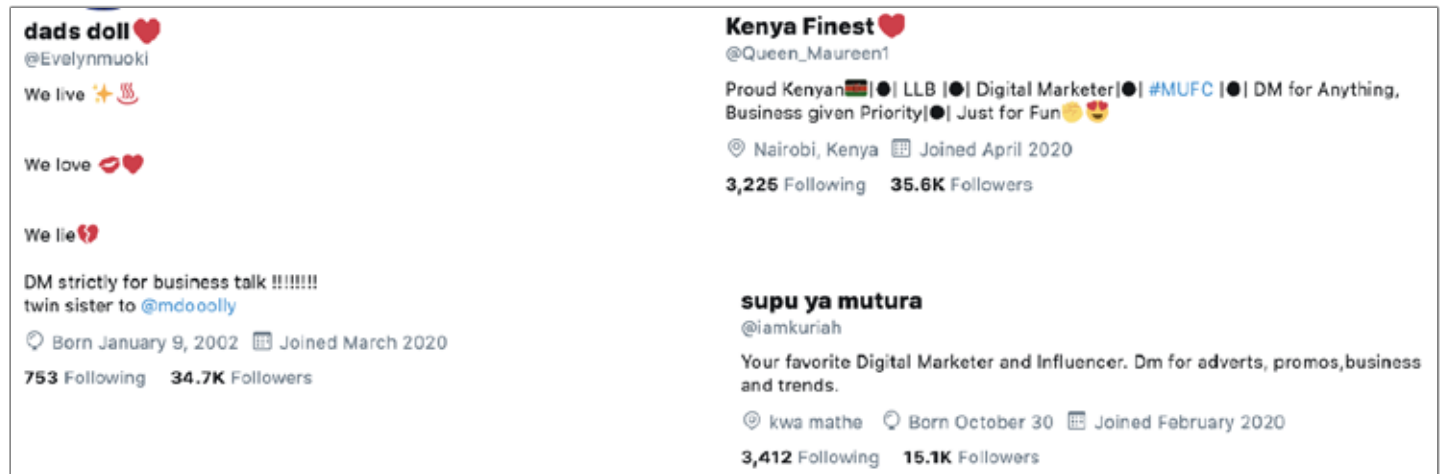 dads doll❤️
@Evelynmuoki
We live ✨♨️
We love 💋❤️
We lie💔
DM strictly for business talk !!!!!!!!!
twin sister to @mdooolly
Born January 9, 2002 Joined March 2020
753 Following 34.7K Followers
Kenya Finest❤️
@Queen_Maureen1
Proud Kenyan🇰🇪|●| LLB |●| Digital Marketer|●| #MUFC |●| DM for Anything,
Business given Priority|●| Just for Fun✊😍
Nairobi, Kenya Joined April 2020
3,225 Following 35.6K Followers
supu ya mutura
@iamkuriah
Your favorite Digital Marketer and Influencer. Dm for adverts, promos,business
and trends.
kwa mathe Born October 30 Joined February 2020
3,412 Following 15.1K Followers